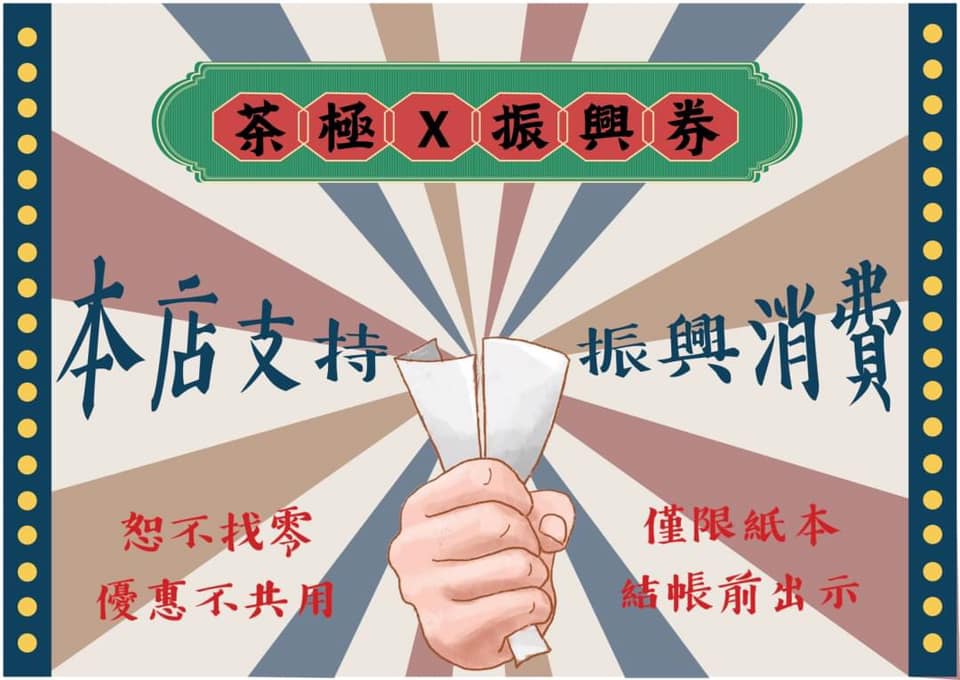 茶極X振興券
本店支持 振興消費
恕不找零
優惠不共用
僅限紙本
結帳前出示